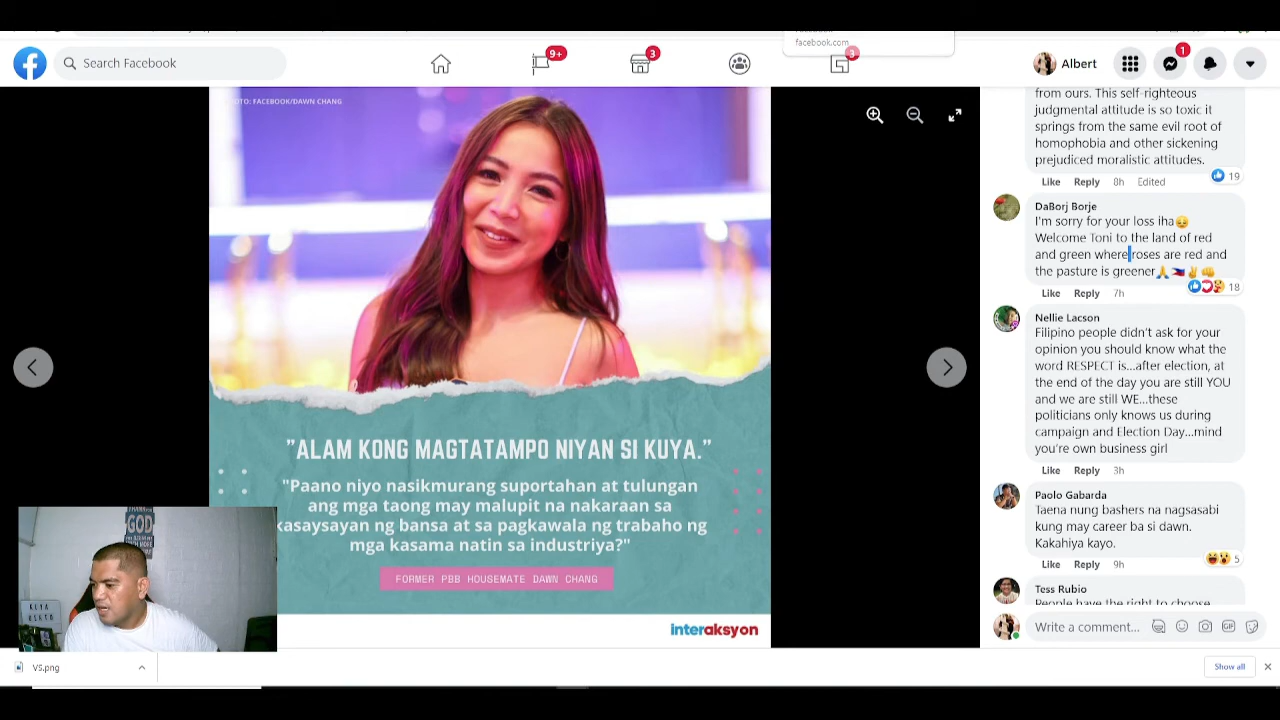 facebook.com
Search Facebook
9+
3
3
Albert
1
PHOTO: FACEBOOK/DAWN CHANG
"ALAM KONG MAGTATAMPO NIYAN SI KUYA."
"Paano niyo nasikmurang suportahan at tulungan
ang mga taong may malupit na nakaraan sa
kasaysayan ng bansa at sa pagkawala ng trabaho ng
mga kasama natin sa industriya?"
FORMER PBB HOUSEMATE DAWN CHANG
interaksyon
GOD
from ours. This self-righteous
judgmental attitude is so toxic it
springs from the same evil root of
homophobia and other sickening
prejudiced moralistic attitudes.
Like Reply 8h Edited
19
DaBorj Borje
I'm sorry for your loss iha😔
Welcome Toni to the land of red
and green where roses are red and
the pasture is greener🙏🇵🇭✌👊
18
Like Reply 7h
Nellie Lacson
Filipino people didn't ask for your
opinion you should know what the
word RESPECT is...after election, at
the end of the day you are still YOU
and we are still WE...these
politicians only knows us during
campaign and Election Day...mind
you're own business girl
Like Reply 3h
Paolo Gabarda
Taena nung bashers na nagsasabi
kung may career ba si dawn.
Kakahiya kayo.
5
Like Reply 9h
Tess Rubio
People have the right to choose
Write a comment...
GIF
VS.png
Show all